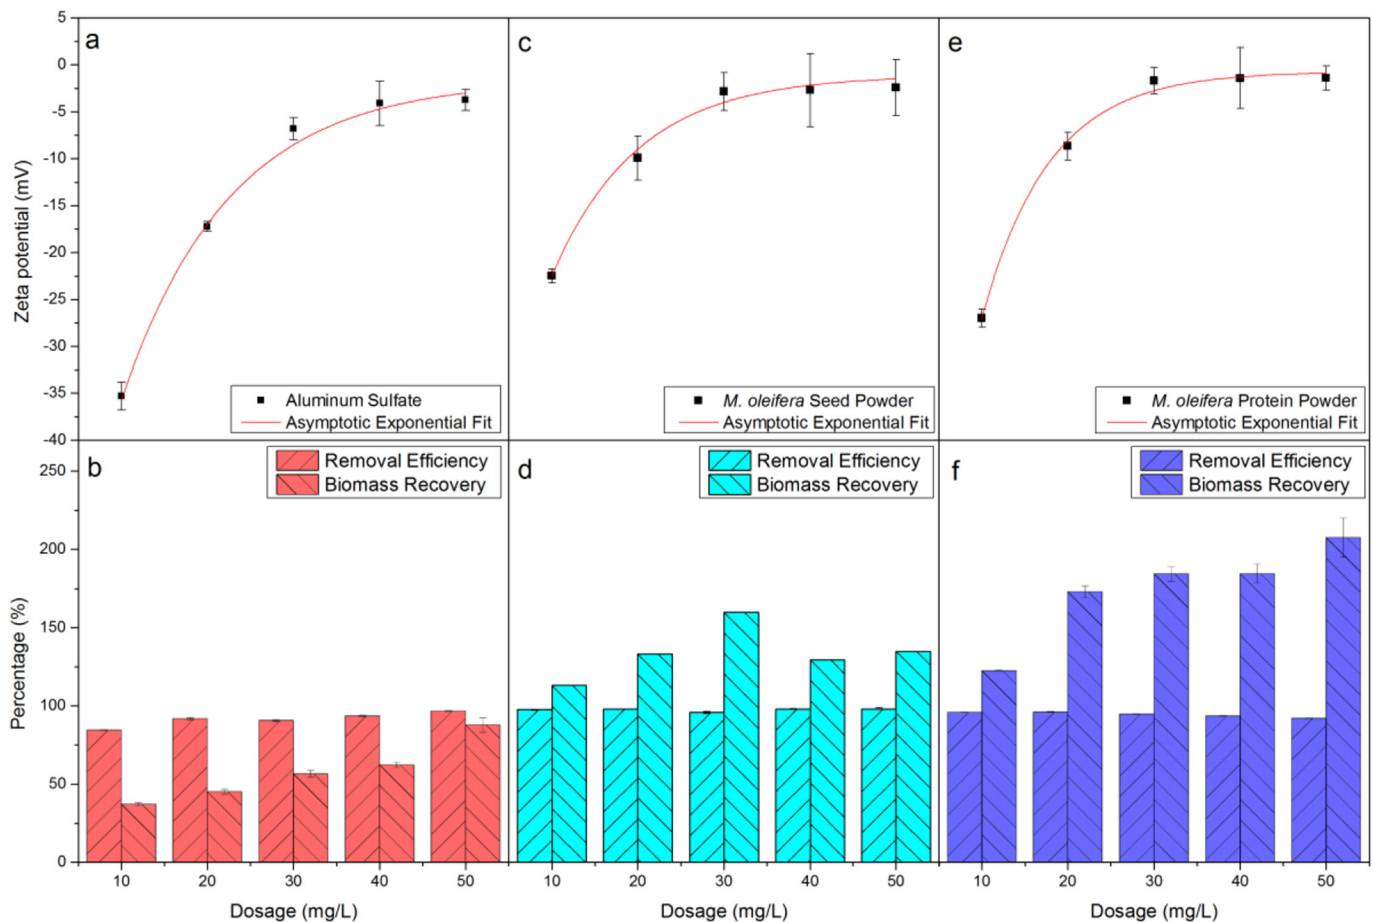 a
c
e
5
0
-5
-10
-15
-20
-25
-30
-35
-40
Zeta potential (mV)
Aluminum Sulfate
Asymptotic Exponential Fit
M. oleifera Seed Powder
Asymptotic Exponential Fit
M. oleifera Protein Powder
Asymptotic Exponential Fit
b
d
f
Removal Efficiency
Biomass Recovery
Removal Efficiency
Biomass Recovery
Removal Efficiency
Biomass Recovery
250
200
150
100
50
0
Percentage (%)
10 20 30 40 50
10 20 30 40 50
10 20 30 40 50
Dosage (mg/L)
Dosage (mg/L)
Dosage (mg/L)